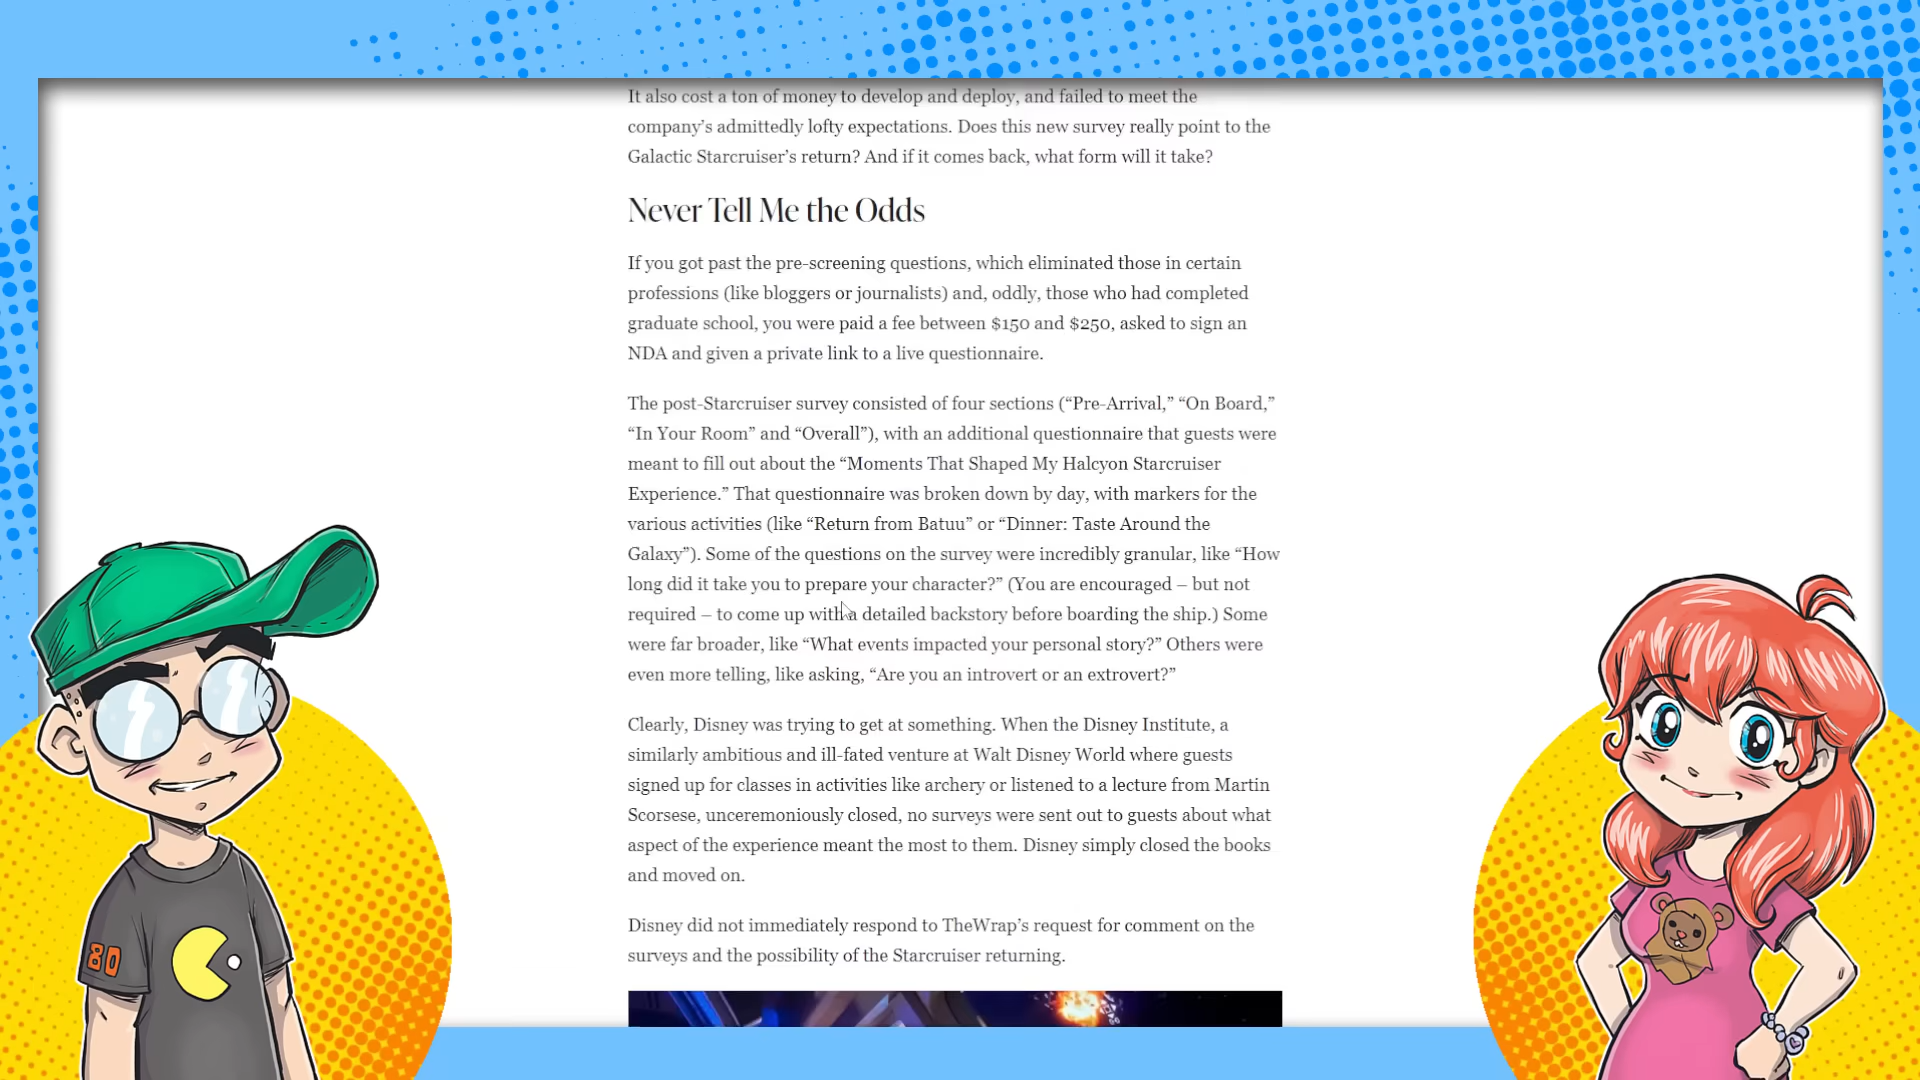 It also cost a ton of money to develop and deploy, and failed to meet the
company’s admittedly lofty expectations. Does this new survey really point to the
Galactic Starcruiser’s return? And if it comes back, what form will it take?
Never Tell Me the Odds
If you got past the pre-screening questions, which eliminated those in certain
professions (like bloggers or journalists) and, oddly, those who had completed
graduate school, you were paid a fee between $150 and $250, asked to sign an
NDA and given a private link to a live questionnaire.
The post-Starcruiser survey consisted of four sections (“Pre-Arrival,” “On Board,”
“In Your Room” and “Overall”), with an additional questionnaire that guests were
meant to fill out about the “Moments That Shaped My Halcyon Starcruiser
Experience.” That questionnaire was broken down by day, with markers for the
various activities (like “Return from Batuu” or “Dinner: Taste Around the
Galaxy”). Some of the questions on the survey were incredibly granular, like “How
long did it take you to prepare your character?” (You are encouraged – but not
required – to come up with a detailed backstory before boarding the ship.) Some
were far broader, like “What events impacted your personal story?” Others were
even more telling, like asking, “Are you an introvert or an extrovert?”
Clearly, Disney was trying to get at something. When the Disney Institute, a
similarly ambitious and ill-fated venture at Walt Disney World where guests
signed up for classes in activities like archery or listened to a lecture from Martin
Scorsese, unceremoniously closed, no surveys were sent out to guests about what
aspect of the experience meant the most to them. Disney simply closed the books
and moved on.
Disney did not immediately respond to TheWrap’s request for comment on the
surveys and the possibility of the Starcruiser returning.
80